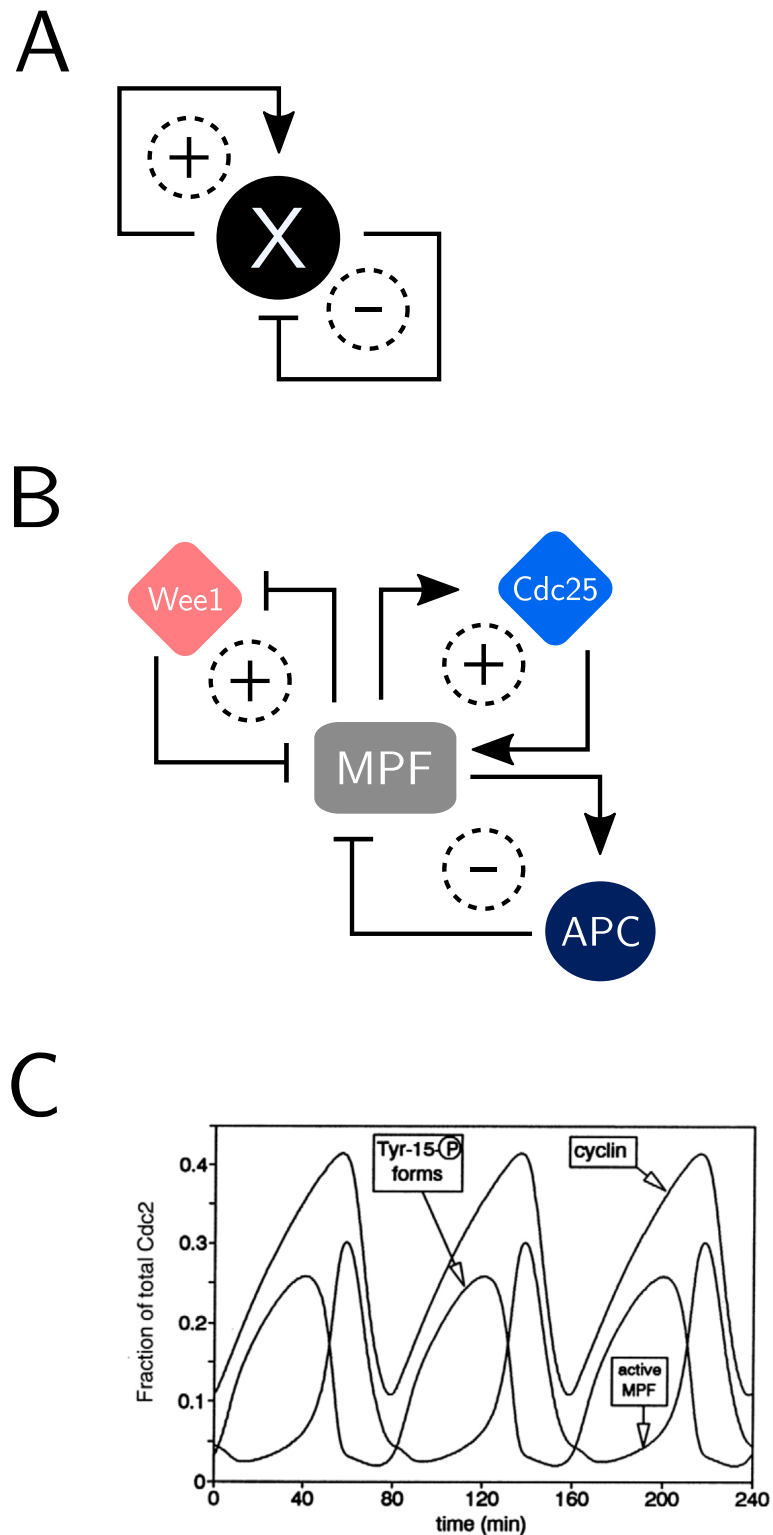 A
+
X
−
B
Wee1
Cdc25
+
+
MPF
−
APC
C
Fraction of total Cdc2
0.4
0.3
0.2
0.1
0
Tyr-15-Ⓟ
forms
cyclin
active
MPF
0
40
80
120
160
200
240
time (min)